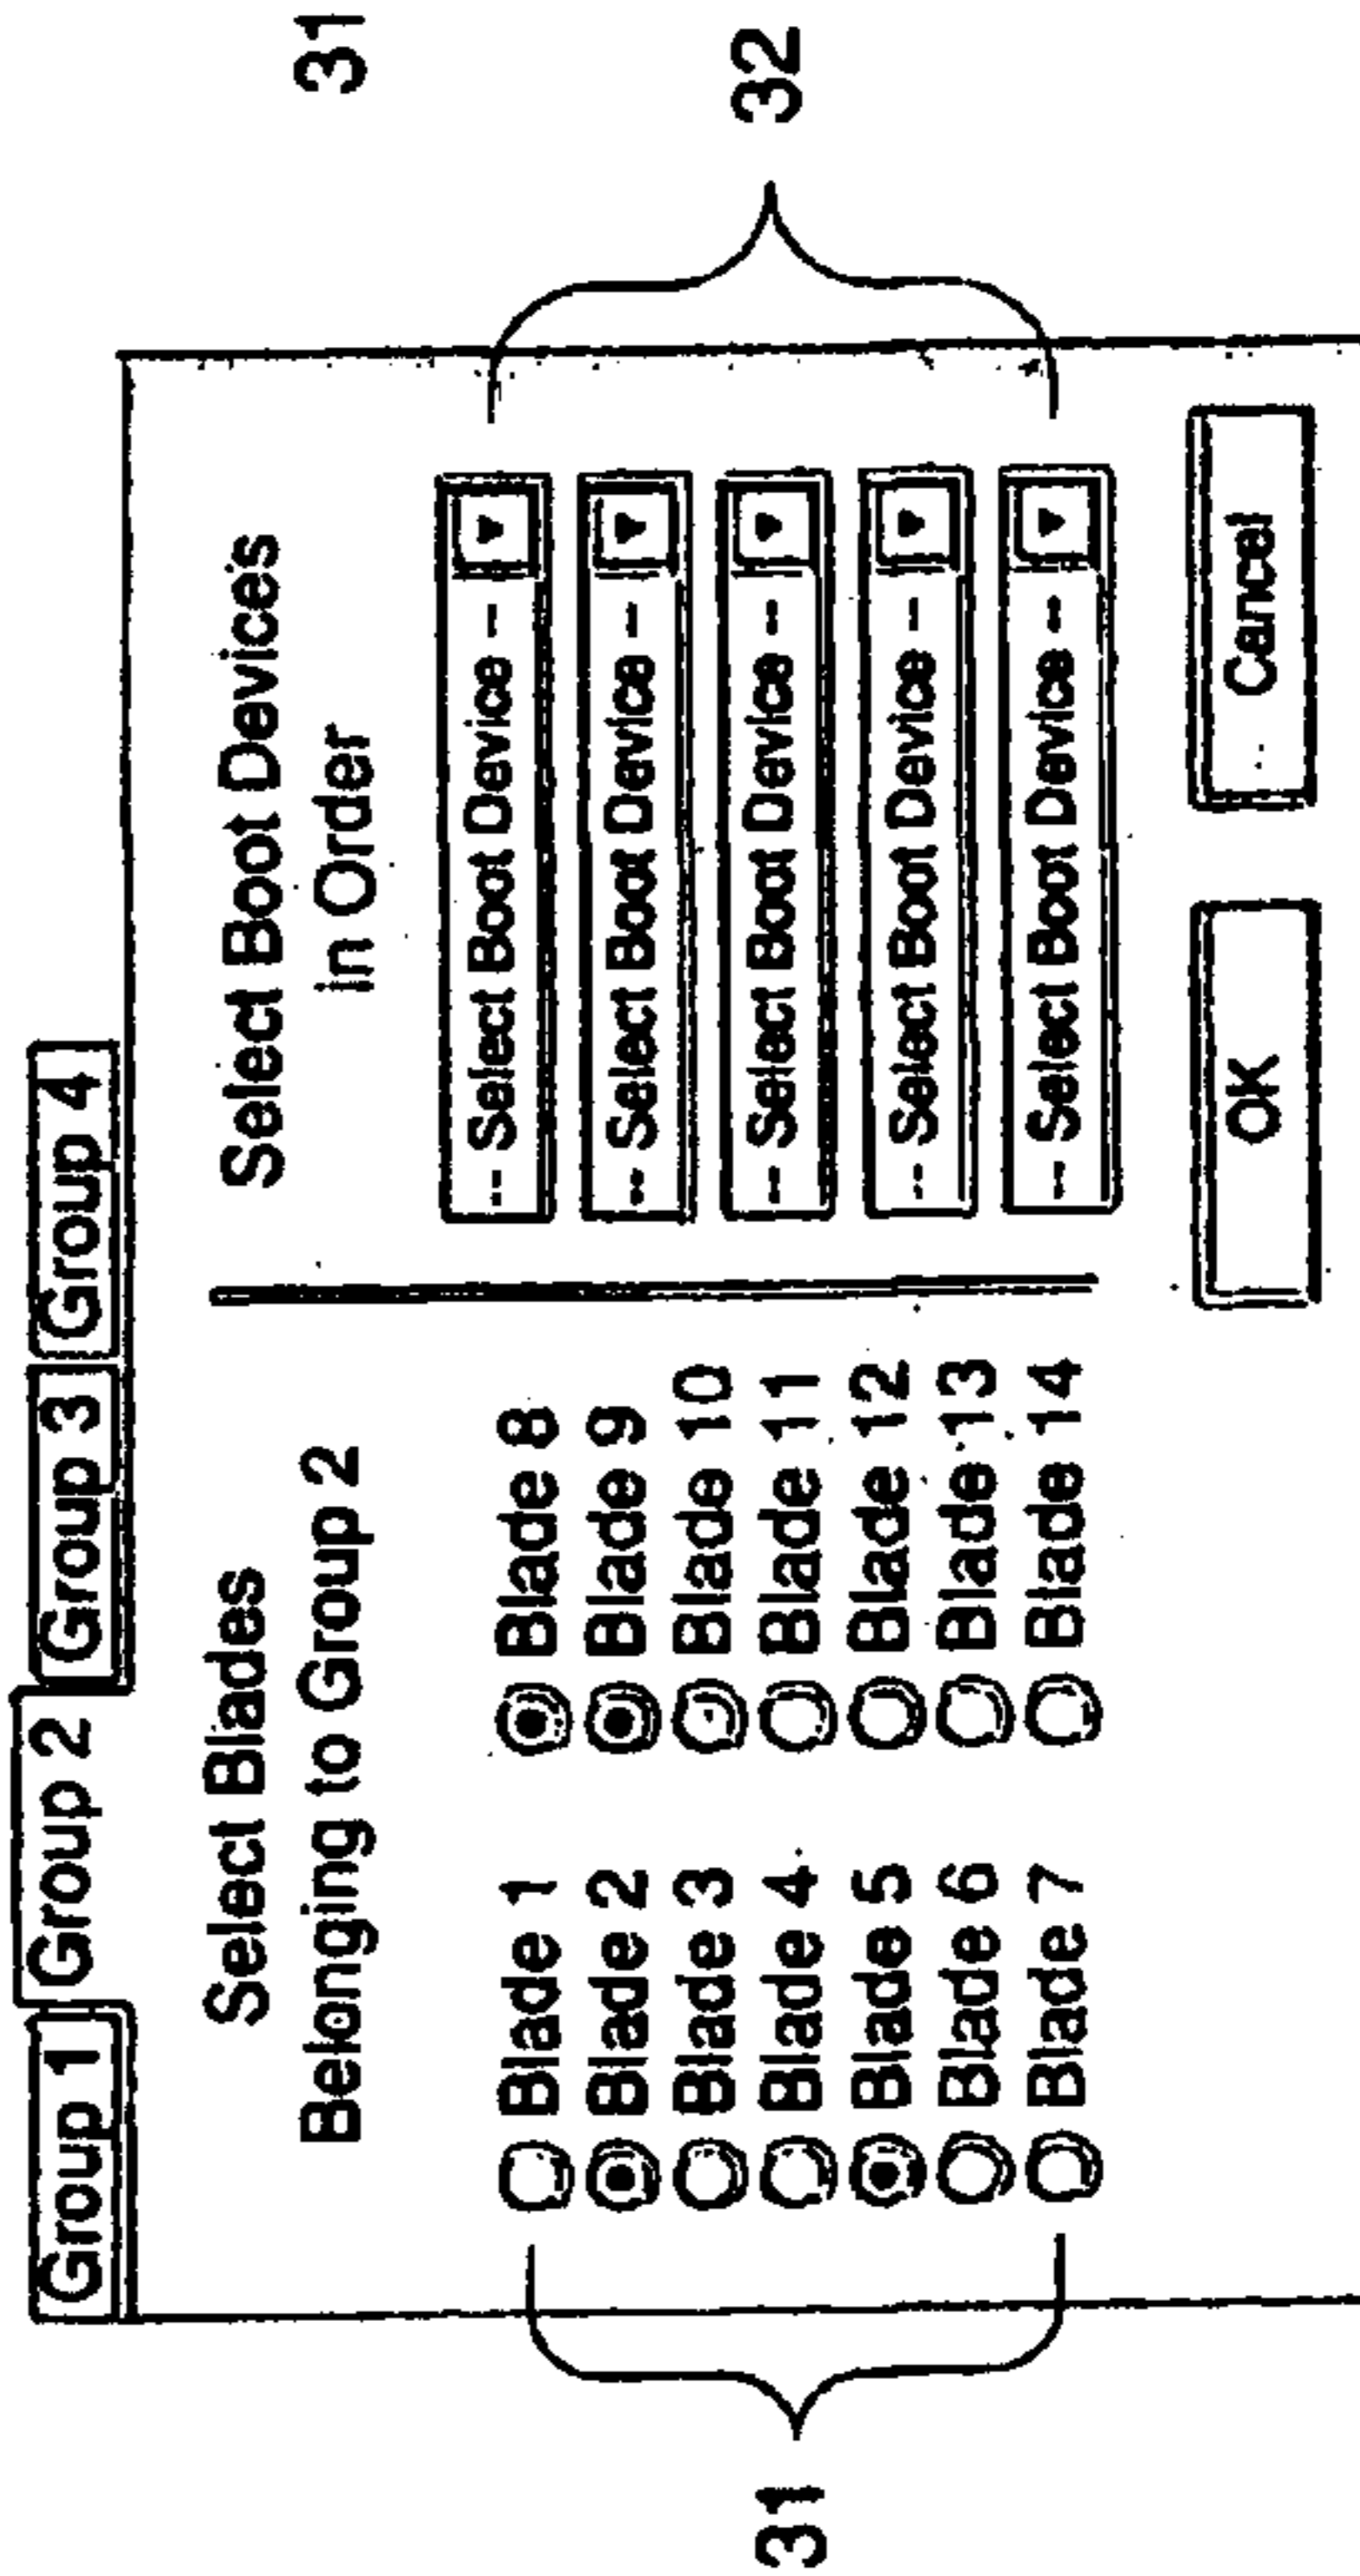 Group 1 Group 2 Group 3 Group 4
Select Blades
Belonging to Group 2
Blade 1
Blade 2
Blade 3
Blade 4
Blade 5
Blade 6
Blade 7
Blade 8
Blade 9
Blade 10
Blade 11
Blade 12
Blade 13
Blade 14
Select Boot Devices
in Order
-- Select Boot Device --
-- Select Boot Device --
-- Select Boot Device --
-- Select Boot Device --
-- Select Boot Device --
OK
Cancel
31
32
31